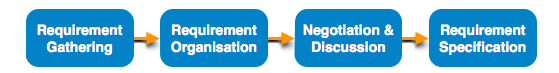 Requirement
Gathering
Requirement
Organisation
Negotiation &
Discussion
Requirement
Specification